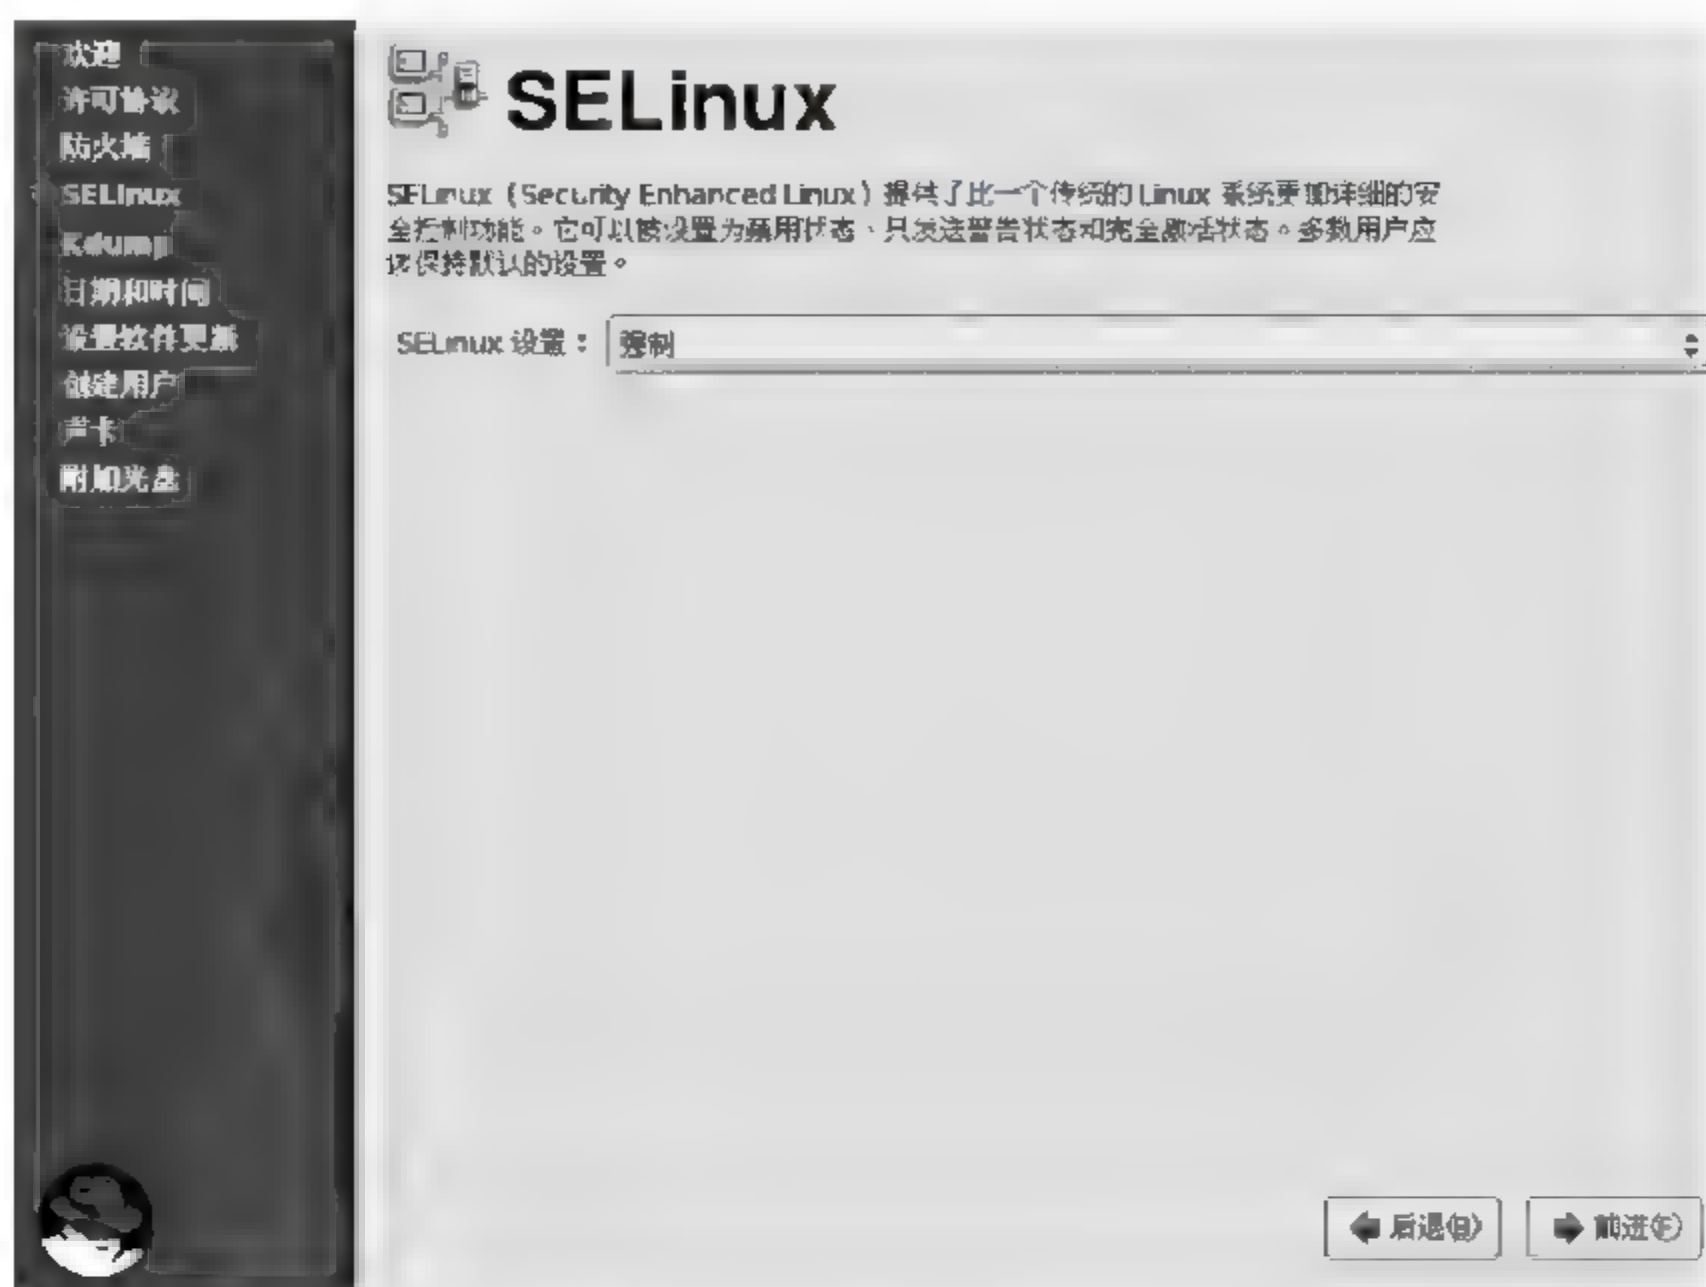 欢迎
许可协议
防火墙
SELinux
Kdump
日期和时间
设置软件更新
创建用户
声卡
附加光盘
SELinux
SELinux（Security Enhanced Linux）提供了比一个传统的 Linux 系统更加详细的安
全控制功能。它可以被设置为禁用状态、只发送警告状态和完全激活状态。多数用户应
该保持默认的设置。
SELinux 设置：强制
后退(B)
前进(F)